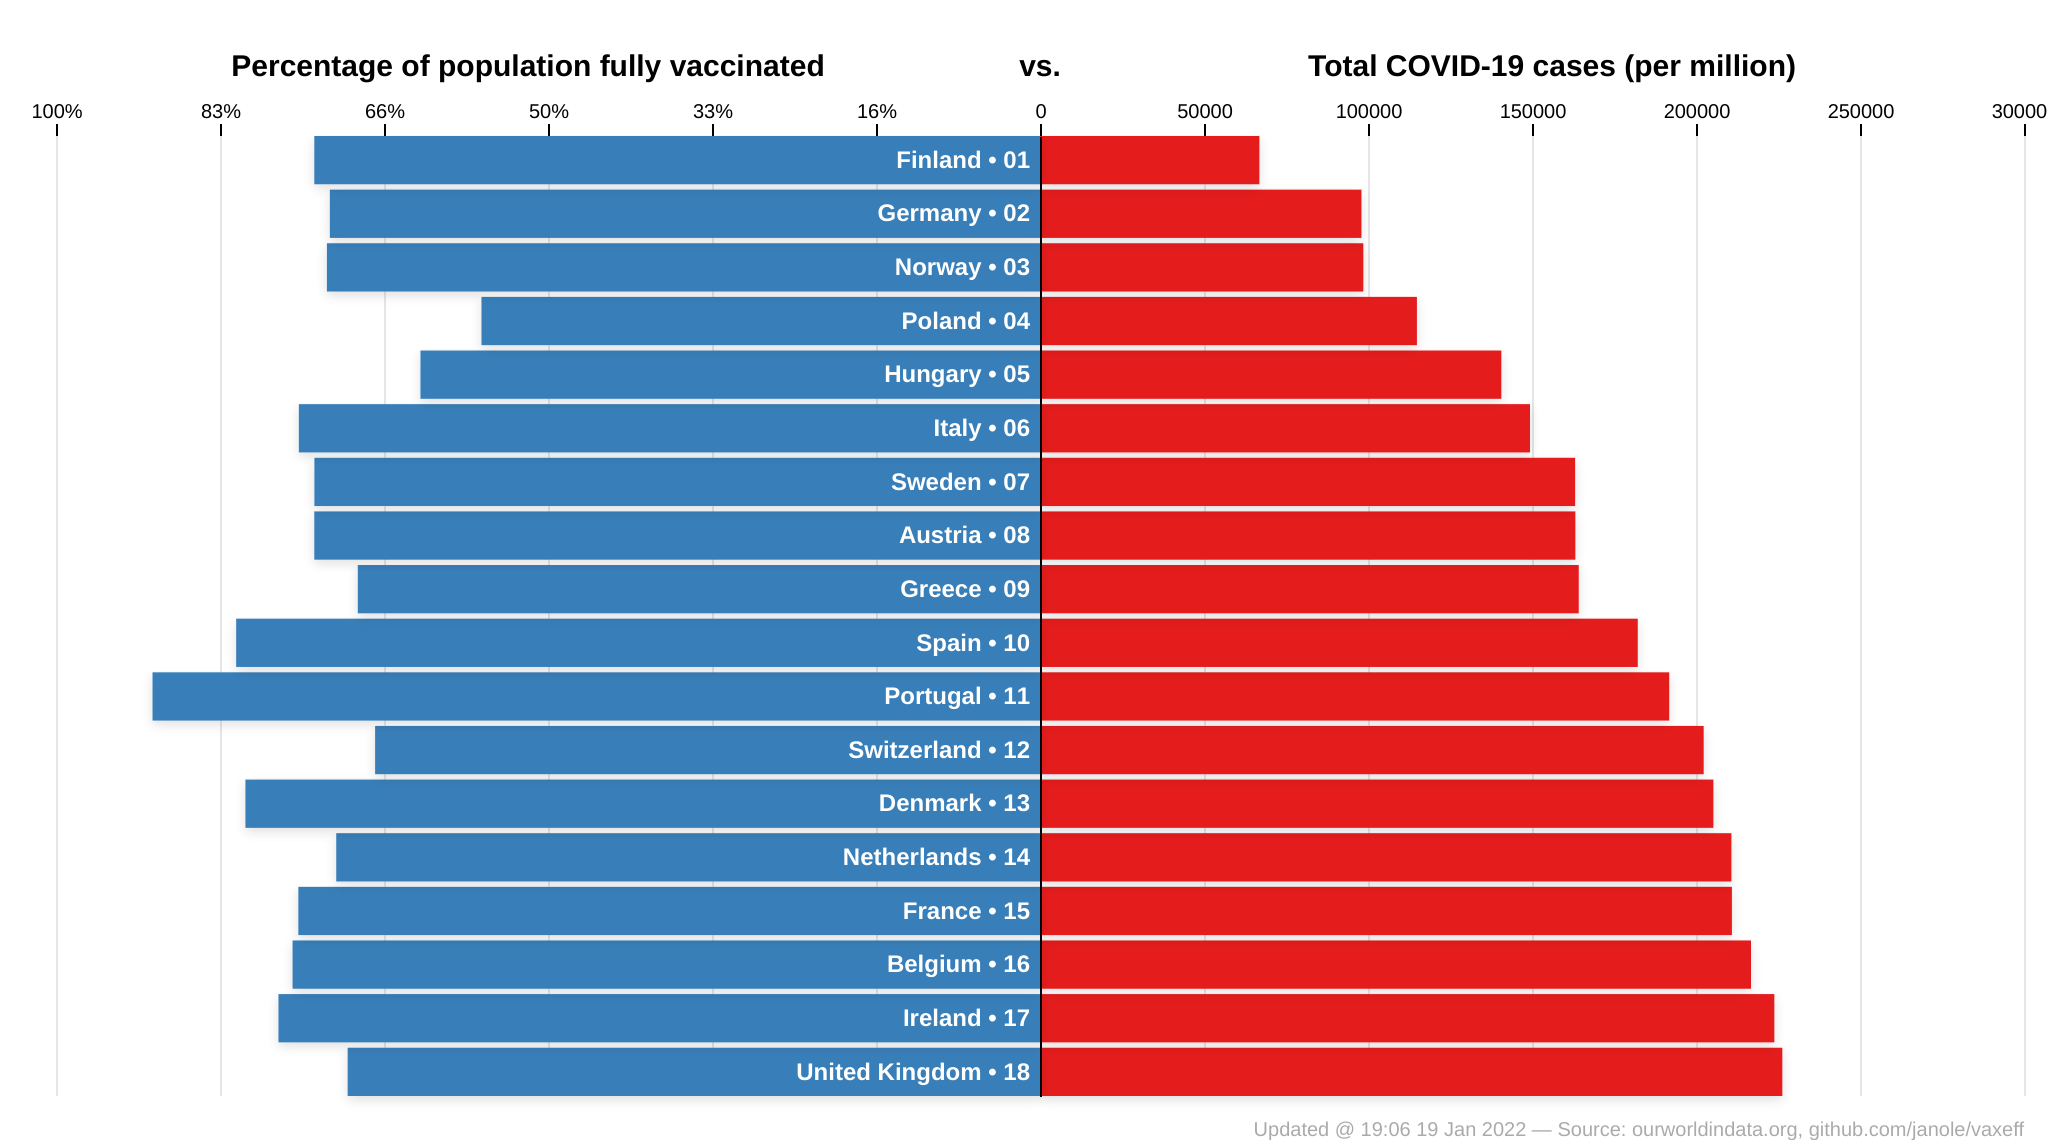 Percentage of population fully vaccinated vs. Total COVID-19 cases (per million)
100% 83% 66% 50% 33% 16% 0 50000 100000 150000 200000 250000 30000
Finland • 01
Germany • 02
Norway • 03
Poland • 04
Hungary • 05
Italy • 06
Sweden • 07
Austria • 08
Greece • 09
Spain • 10
Portugal • 11
Switzerland • 12
Denmark • 13
Netherlands • 14
France • 15
Belgium • 16
Ireland • 17
United Kingdom • 18
Updated @ 19:06 19 Jan 2022 — Source: ourworldindata.org, github.com/janole/vaxeff